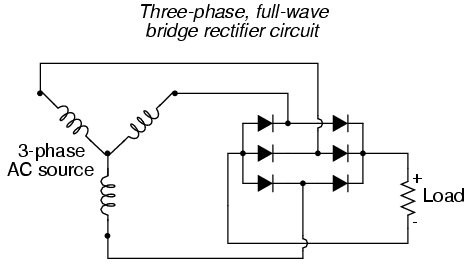 Three-phase, full-wave
bridge rectifier circuit
3-phase
AC source
+
Load
-